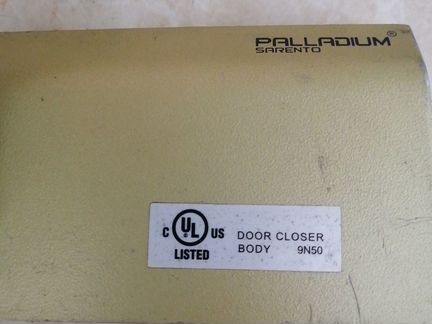 PALLADIUM®
SARENTO
C UL US
LISTED
DOOR CLOSER
BODY 9N50